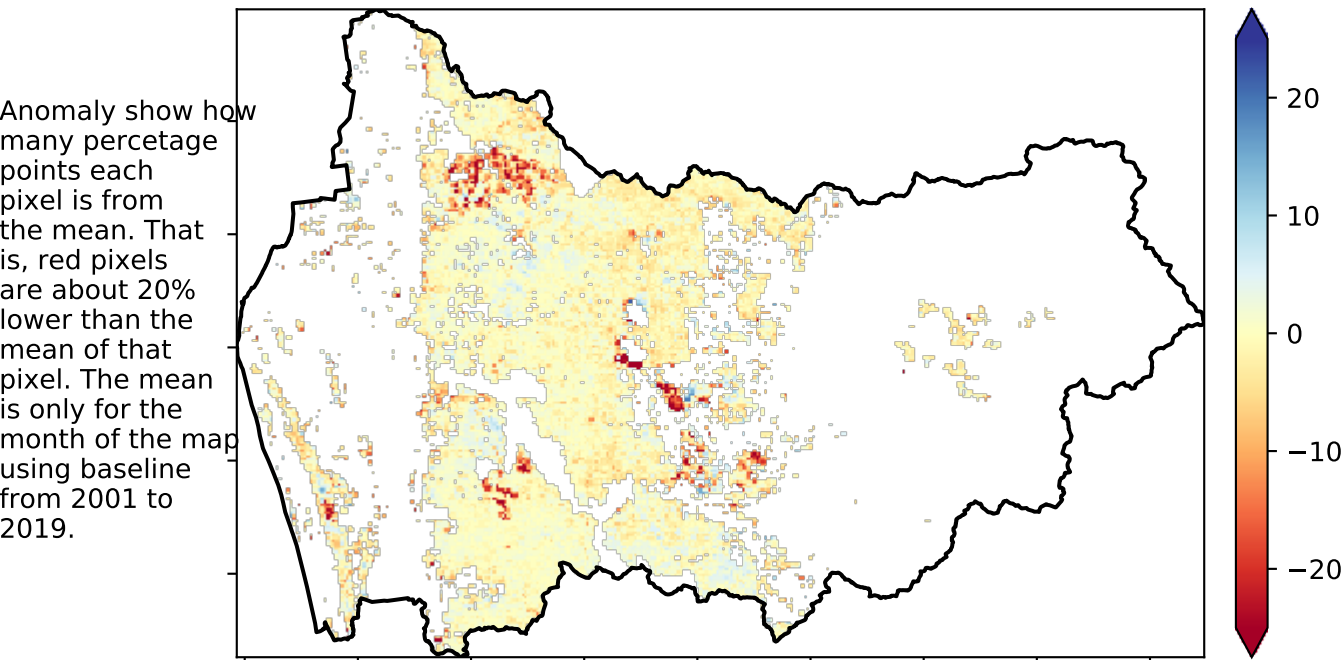 Anomaly show how
many percetage
points each
pixel is from
the mean. That
is, red pixels
are about 20%
lower than the
mean of that
pixel. The mean
is only for the
month of the map
using baseline
from 2001 to
2019.
20
10
0
−10
−20